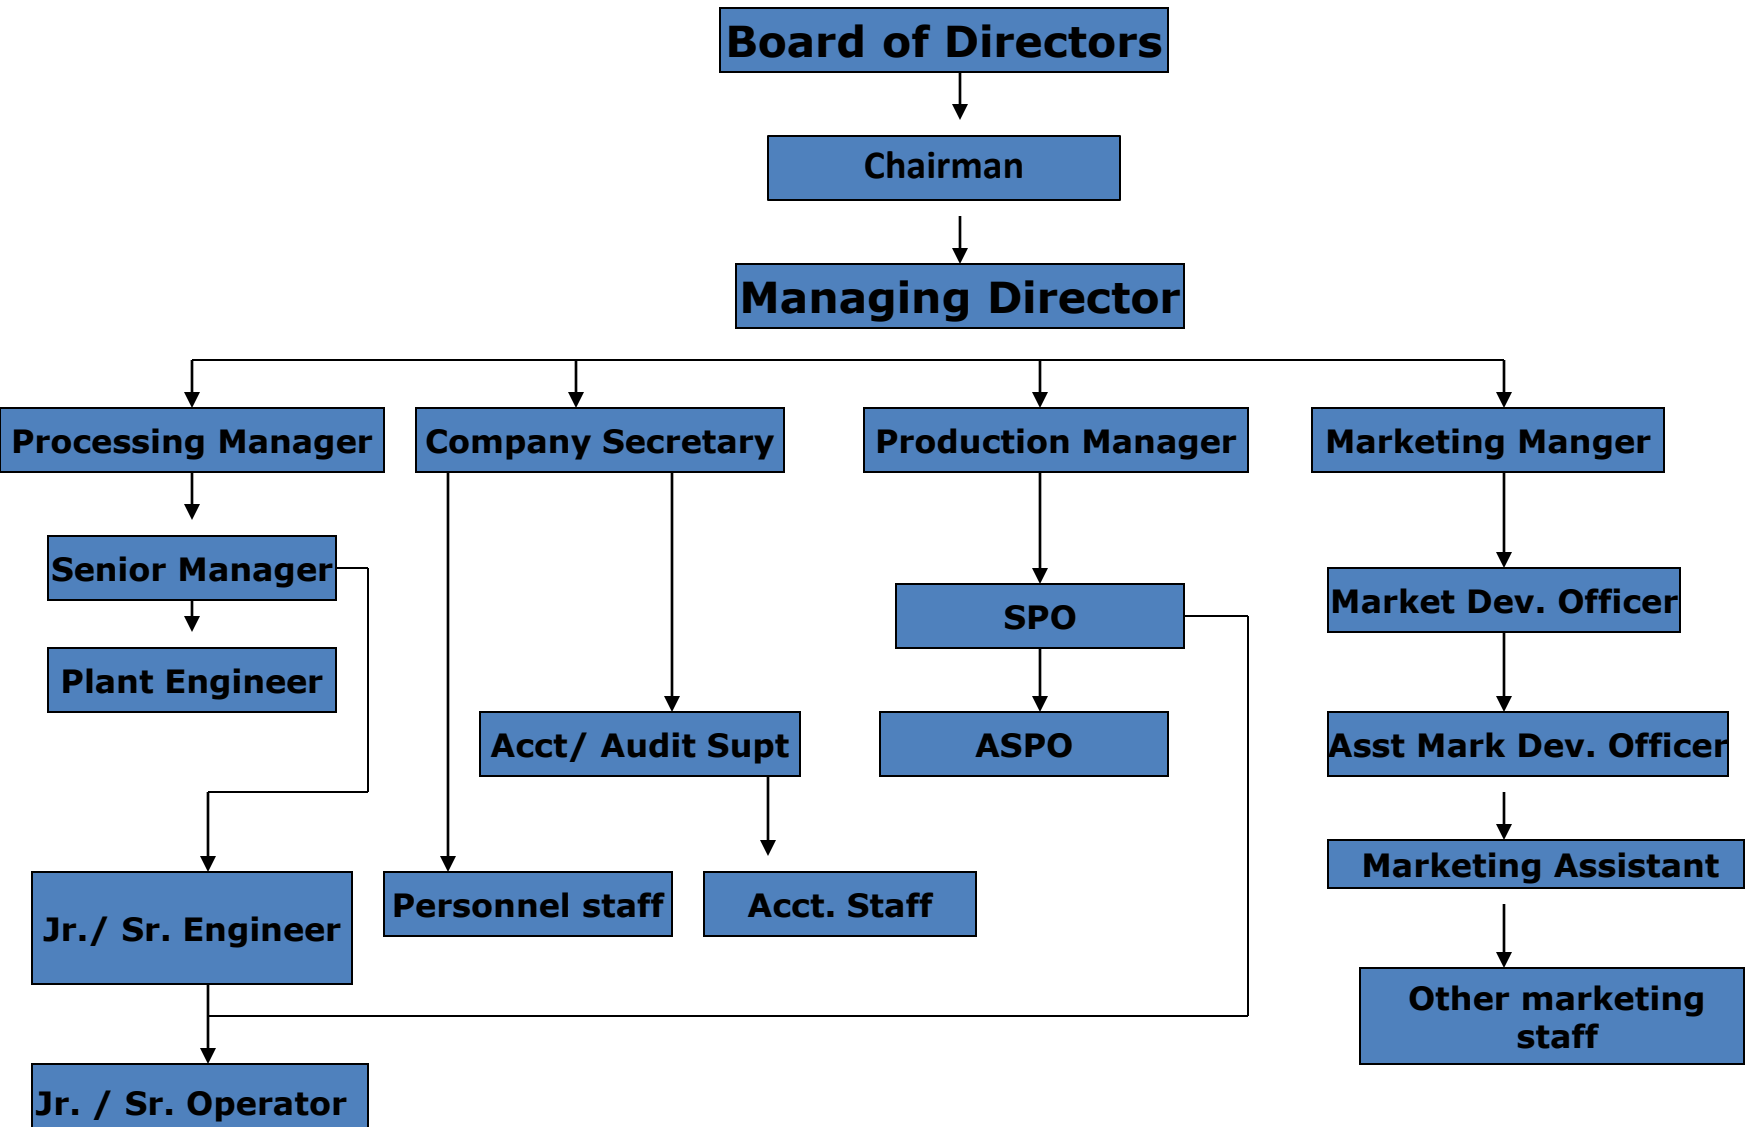 Board of Directors
Chairman
Managing Director
Processing Manager
Company Secretary
Production Manager
Marketing Manger
Senior Manager
SPO
Market Dev. Officer
Plant Engineer
Acct/ Audit Supt
ASPO
Asst Mark Dev. Officer
Marketing Assistant
Jr./ Sr. Engineer
Personnel staff
Acct. Staff
Other marketing
staff
Jr. / Sr. Operator